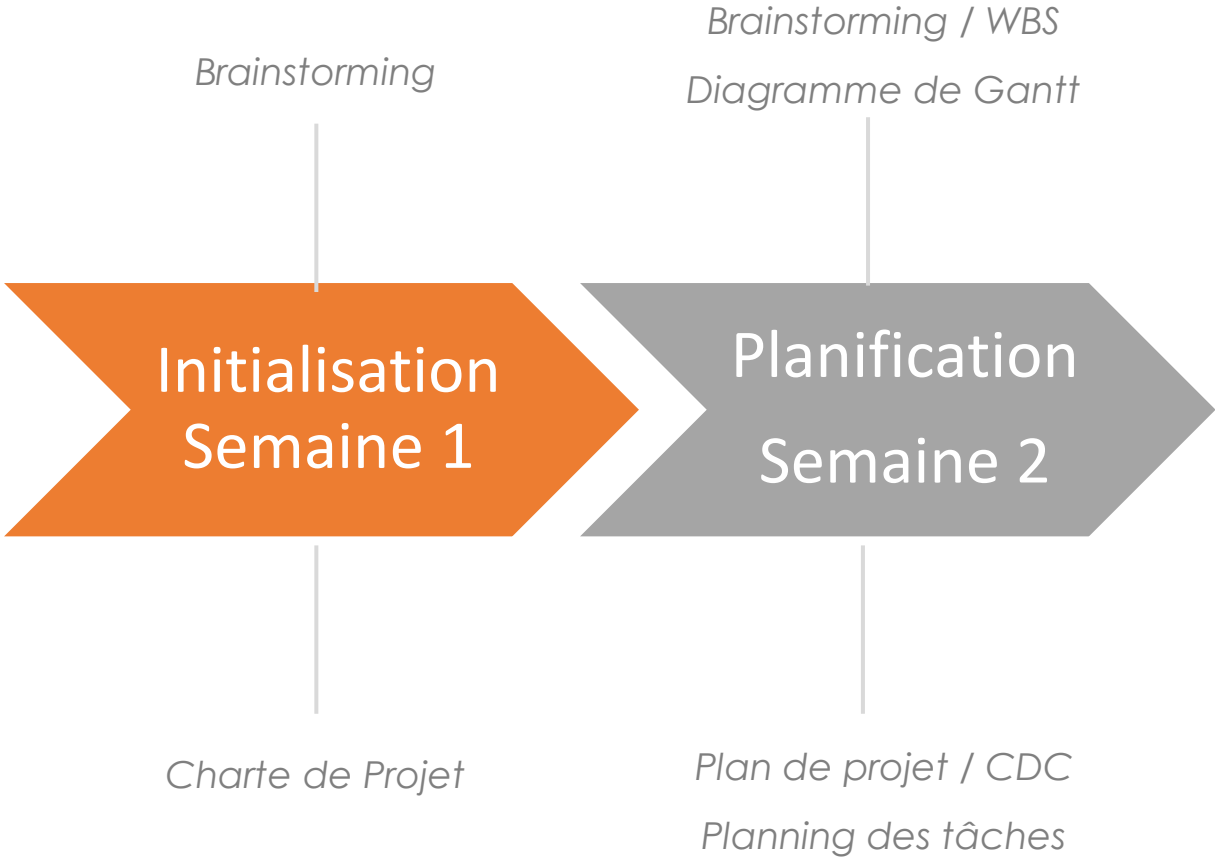 Brainstorming
Brainstorming / WBS
Diagramme de Gantt
Initialisation
Semaine 1
Planification
Semaine 2
Charte de Projet
Plan de projet / CDC
Planning des tâches